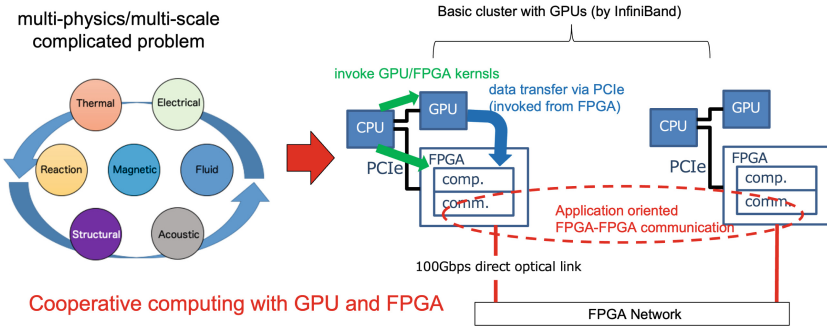 multi-physics/multi-scale
complicated problem
Thermal
Electrical
Reaction
Magnetic
Fluid
Structural
Acoustic
Basic cluster with GPUs (by InfiniBand)
invoke GPU/FPGA kernsls
data transfer via PCIe
(invoked from FPGA)
CPU
GPU
PCIe
FPGA
comp.
comm.
CPU
GPU
PCIe
FPGA
comp.
comm.
Application oriented
FPGA-FPGA communication
100Gbps direct optical link
FPGA Network
Cooperative computing with GPU and FPGA